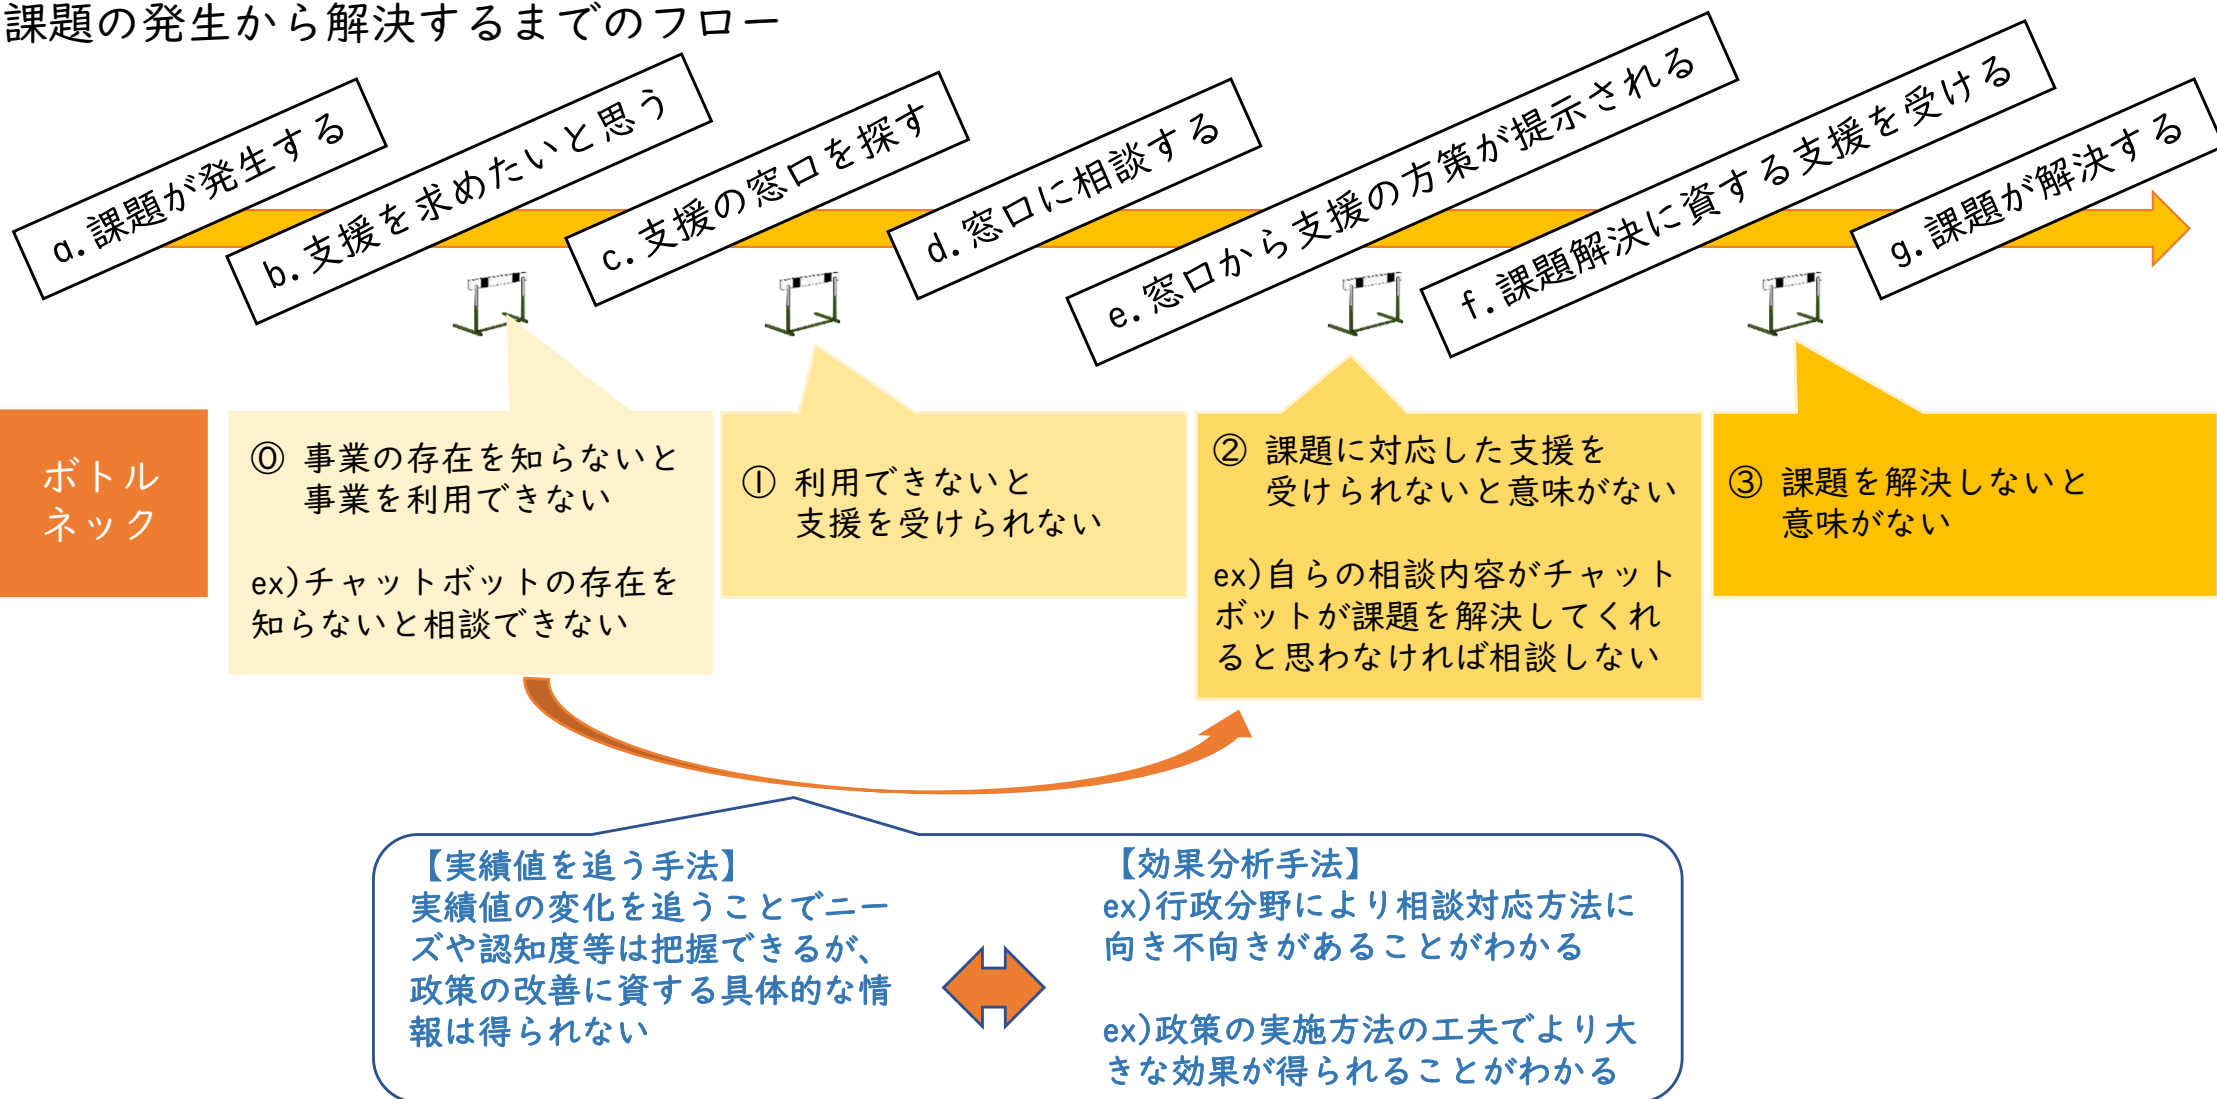 課題の発生から解決するまでのフロー
a.課題が発生する
b.支援を求めたいと思う
c.支援の窓口を探す
d.窓口に相談する
e.窓口から支援の方策が提示される
f.課題解決に資する支援を受ける
g.課題が解決する
ボトル
ネック
⓪ 事業の存在を知らないと
事業を利用できない
ex)チャットボットの存在を
知らないと相談できない
① 利用できないと
支援を受けられない
② 課題に対応した支援を
受けられないと意味がない
ex)自らの相談内容がチャット
ボットが課題を解決してくれ
ると思わなければ相談しない
③ 課題を解決しないと
意味がない
【実績値を追う手法】
実績値の変化を追うことでニー
ズや認知度等は把握できるが、
政策の改善に資する具体的な情
報は得られない
【効果分析手法】
ex)行政分野により相談対応方法に
向き不向きがあることがわかる
ex)政策の実施方法の工夫でより大
きな効果が得られることがわかる